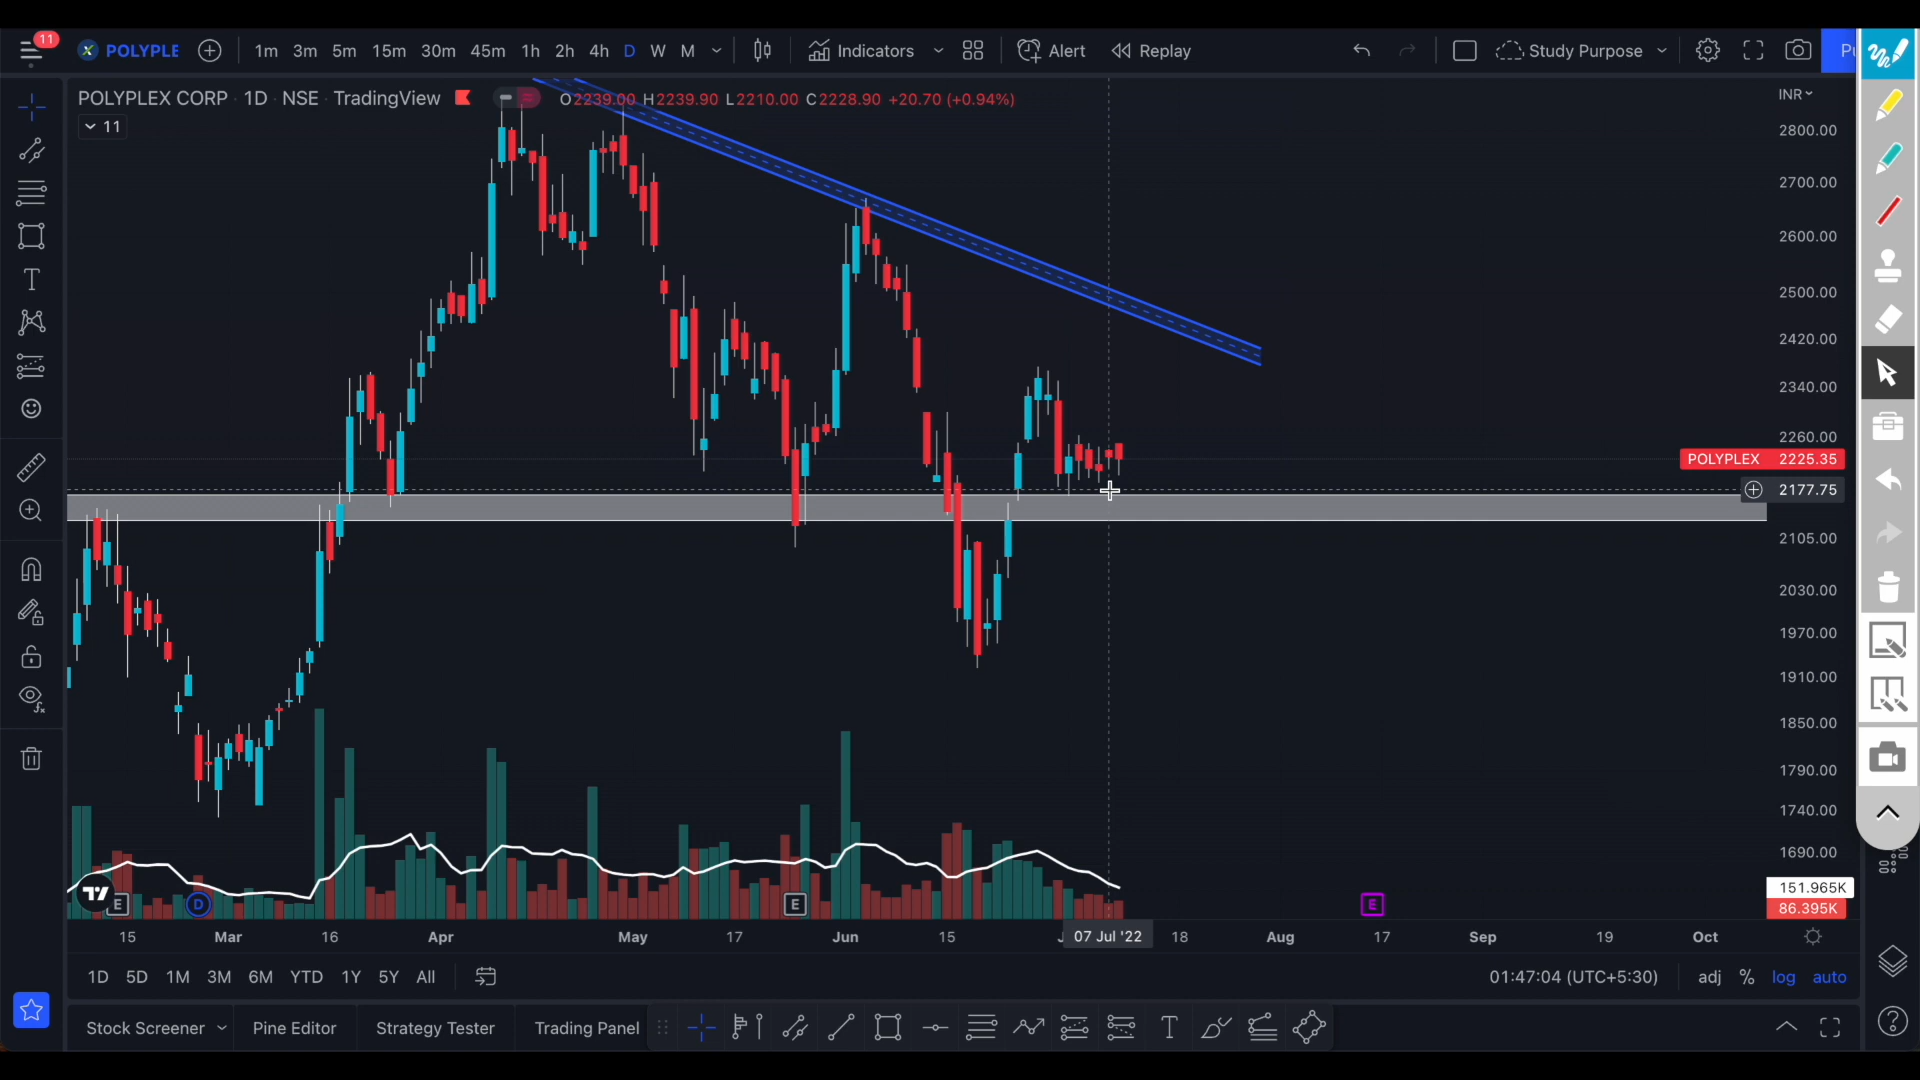 11
POLYPLE
1m 3m 5m 15m 30m 45m 1h 2h 4h D W M
Indicators
Alert
Replay
Study Purpose
POLYPLEX CORP · 1D · NSE · TradingView
O2239.00 H2239.90 L2210.00 C2228.90 +20.70 (+0.94%)
INR
11
2800.00
2700.00
2600.00
2500.00
2420.00
2340.00
2260.00
POLYPLEX 2225.35
2177.75
2105.00
2030.00
1970.00
1910.00
1850.00
1790.00
1740.00
1690.00
151.965K
86.395K
E
D
E
E
15 Mar 16 Apr May 17 Jun 15 07 Jul '22 18 Aug 17 Sep 19 Oct
1D 5D 1M 3M 6M YTD 1Y 5Y All
01:47:04 (UTC+5:30)
adj % log auto
Stock Screener
Pine Editor
Strategy Tester
Trading Panel